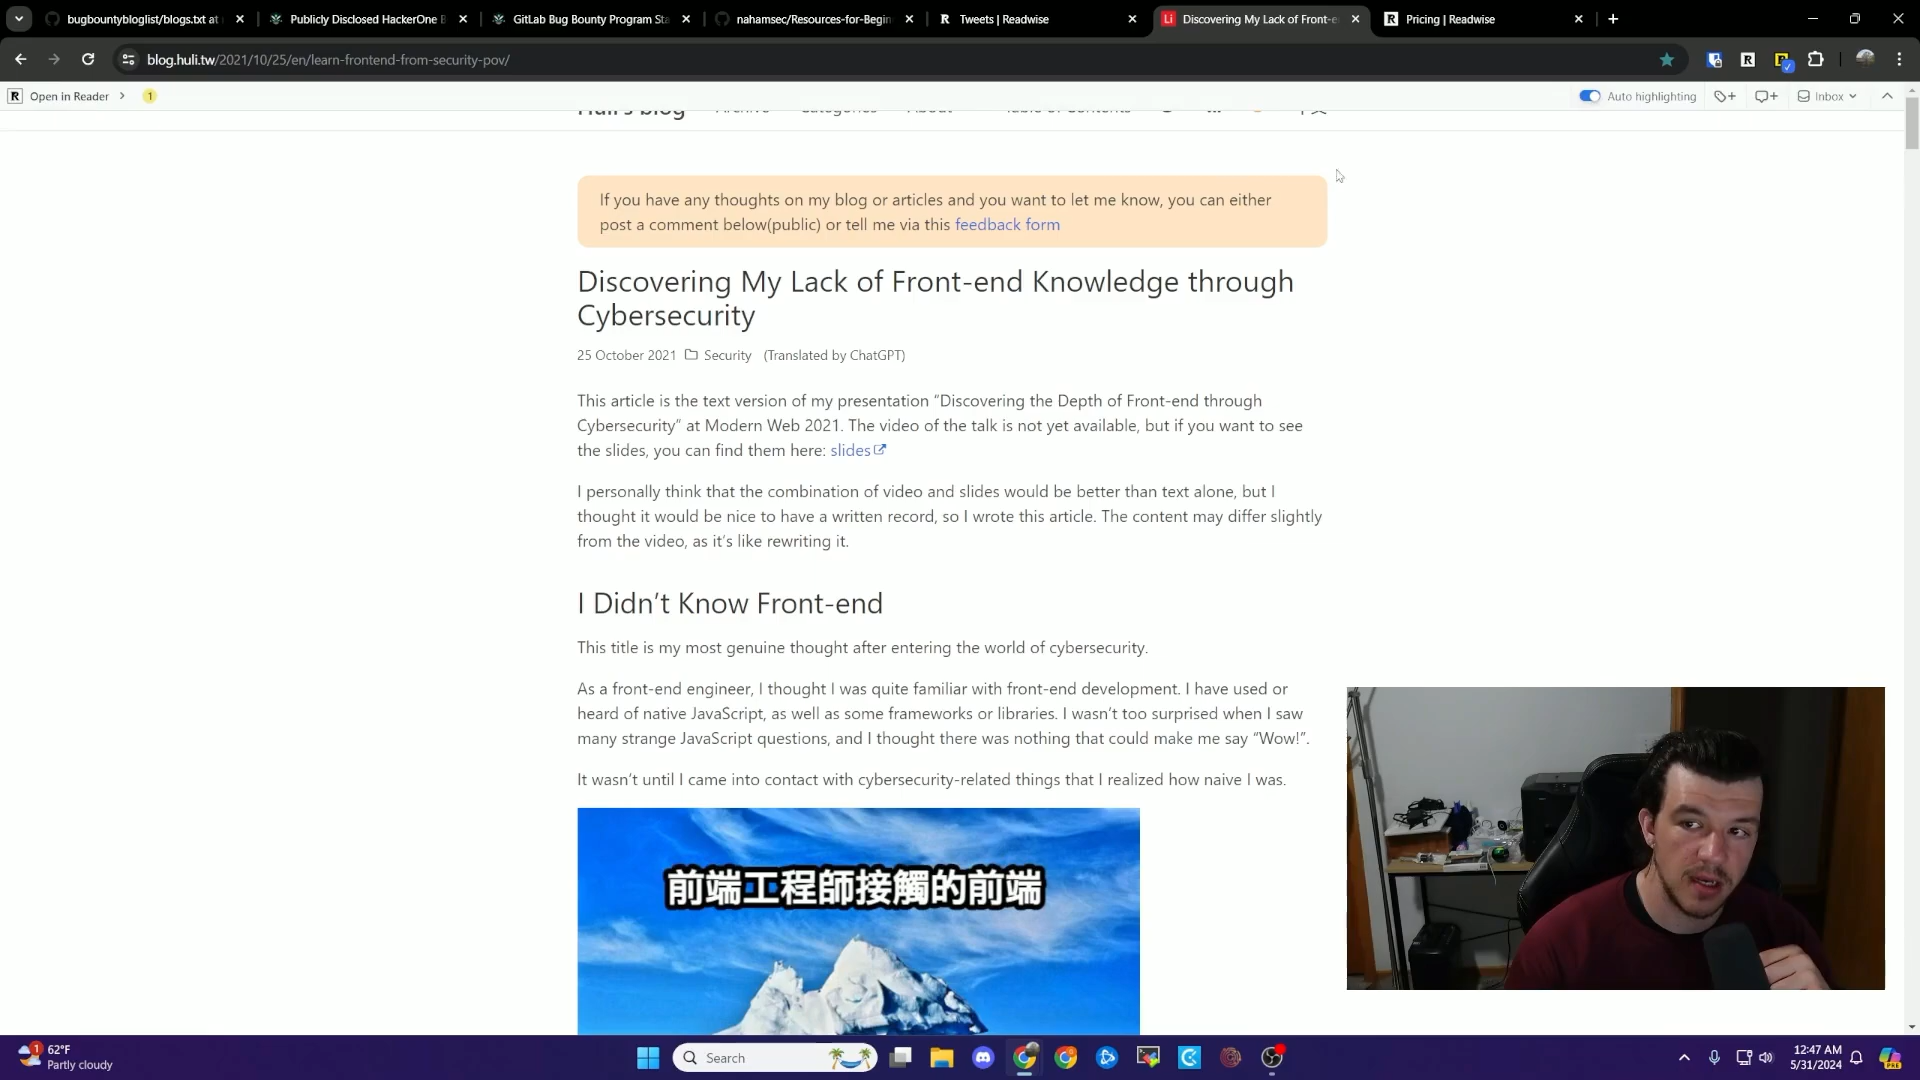 bugbountybloglist/blogs.txt at
Publicly Disclosed HackerOne B
GitLab Bug Bounty Program Sta
nahamsec/Resources-for-Begin
Tweets | Readwise
Discovering My Lack of Front-e
Pricing | Readwise
blog.huli.tw/2021/10/25/en/learn-frontend-from-security-pov/
Open in Reader
1
Auto highlighting
Inbox
Huli's blog
Archive
Categories
About
Table of Contents
中文
If you have any thoughts on my blog or articles and you want to let me know, you can either
post a comment below(public) or tell me via this feedback form
Discovering My Lack of Front-end Knowledge through
Cybersecurity
25 October 2021 Security (Translated by ChatGPT)
This article is the text version of my presentation “Discovering the Depth of Front-end through
Cybersecurity” at Modern Web 2021. The video of the talk is not yet available, but if you want to see
the slides, you can find them here: slides
I personally think that the combination of video and slides would be better than text alone, but I
thought it would be nice to have a written record, so I wrote this article. The content may differ slightly
from the video, as it’s like rewriting it.
I Didn’t Know Front-end
This title is my most genuine thought after entering the world of cybersecurity.
As a front-end engineer, I thought I was quite familiar with front-end development. I have used or
heard of native JavaScript, as well as some frameworks or libraries. I wasn’t too surprised when I saw
many strange JavaScript questions, and I thought there was nothing that could make me say “Wow!”.
It wasn’t until I came into contact with cybersecurity-related things that I realized how naive I was.
前端工程師接觸的前端
1
62°F
Partly cloudy
Search
12:47 AM
5/31/2024